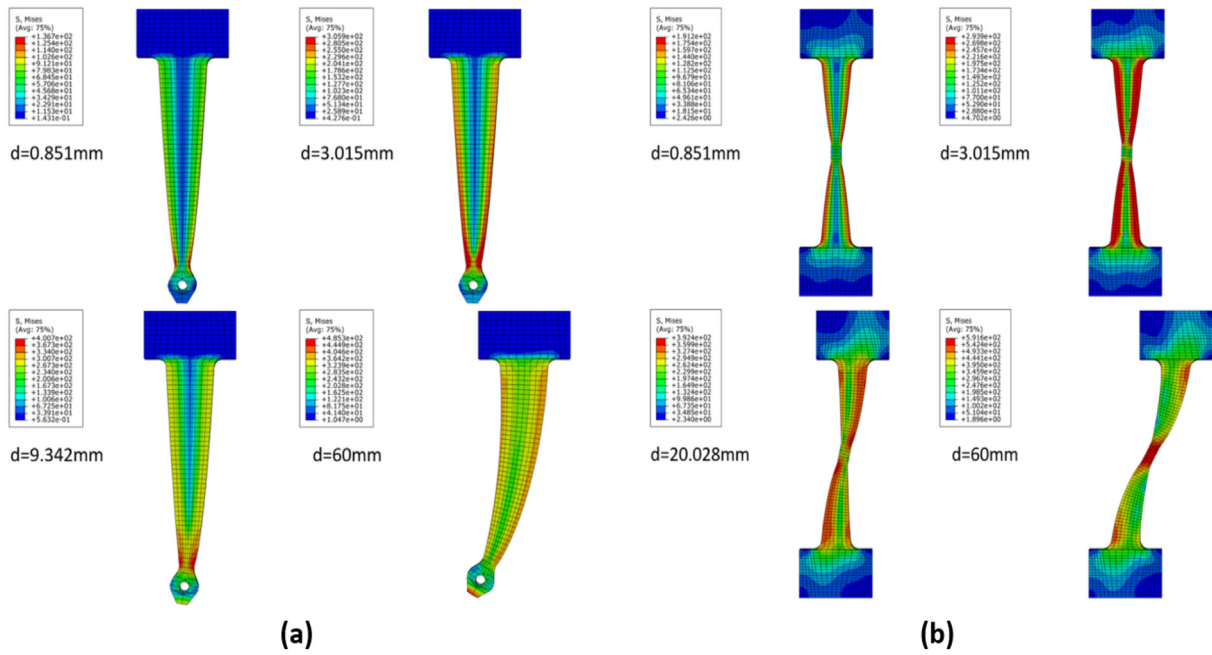 S, Mises
(Avg: 75%)
+1.367e+02
+1.254e+02
+1.140e+02
+1.026e+02
+9.121e+01
+7.983e+01
+6.845e+01
+5.706e+01
+4.568e+01
+3.429e+01
+2.291e+01
+1.153e+01
+1.431e-01
d=0.851mm
S, Mises
(Avg: 75%)
+3.059e+02
+2.805e+02
+2.550e+02
+2.296e+02
+2.041e+02
+1.786e+02
+1.532e+02
+1.277e+02
+1.023e+02
+7.680e+01
+5.134e+01
+2.589e+01
+4.276e-01
d=3.015mm
S, Mises
(Avg: 75%)
+1.912e+02
+1.754e+02
+1.597e+02
+1.440e+02
+1.282e+02
+1.125e+02
+9.679e+01
+8.106e+01
+6.534e+01
+4.961e+01
+3.388e+01
+1.815e+01
+2.426e+00
d=0.851mm
S, Mises
(Avg: 75%)
+2.939e+02
+2.698e+02
+2.457e+02
+2.216e+02
+1.975e+02
+1.734e+02
+1.493e+02
+1.252e+02
+1.011e+02
+7.700e+01
+5.290e+01
+2.880e+01
+4.702e+00
d=3.015mm
S, Mises
(Avg: 75%)
+4.007e+02
+3.673e+02
+3.340e+02
+3.007e+02
+2.673e+02
+2.340e+02
+2.006e+02
+1.673e+02
+1.339e+02
+1.006e+02
+6.725e+01
+3.391e+01
+5.632e-01
d=9.342mm
S, Mises
(Avg: 75%)
+4.853e+02
+4.449e+02
+4.046e+02
+3.642e+02
+3.239e+02
+2.835e+02
+2.432e+02
+2.028e+02
+1.625e+02
+1.221e+02
+8.175e+01
+4.140e+01
+1.047e+00
d=60mm
S, Mises
(Avg: 75%)
+3.924e+02
+3.599e+02
+3.274e+02
+2.949e+02
+2.624e+02
+2.299e+02
+1.974e+02
+1.649e+02
+1.324e+02
+9.986e+01
+6.735e+01
+3.485e+01
+2.340e+00
d=20.028mm
S, Mises
(Avg: 75%)
+5.916e+02
+5.424e+02
+4.933e+02
+4.441e+02
+3.950e+02
+3.459e+02
+2.967e+02
+2.476e+02
+1.985e+02
+1.493e+02
+1.002e+02
+5.104e+01
+1.896e+00
d=60mm
(a)
(b)